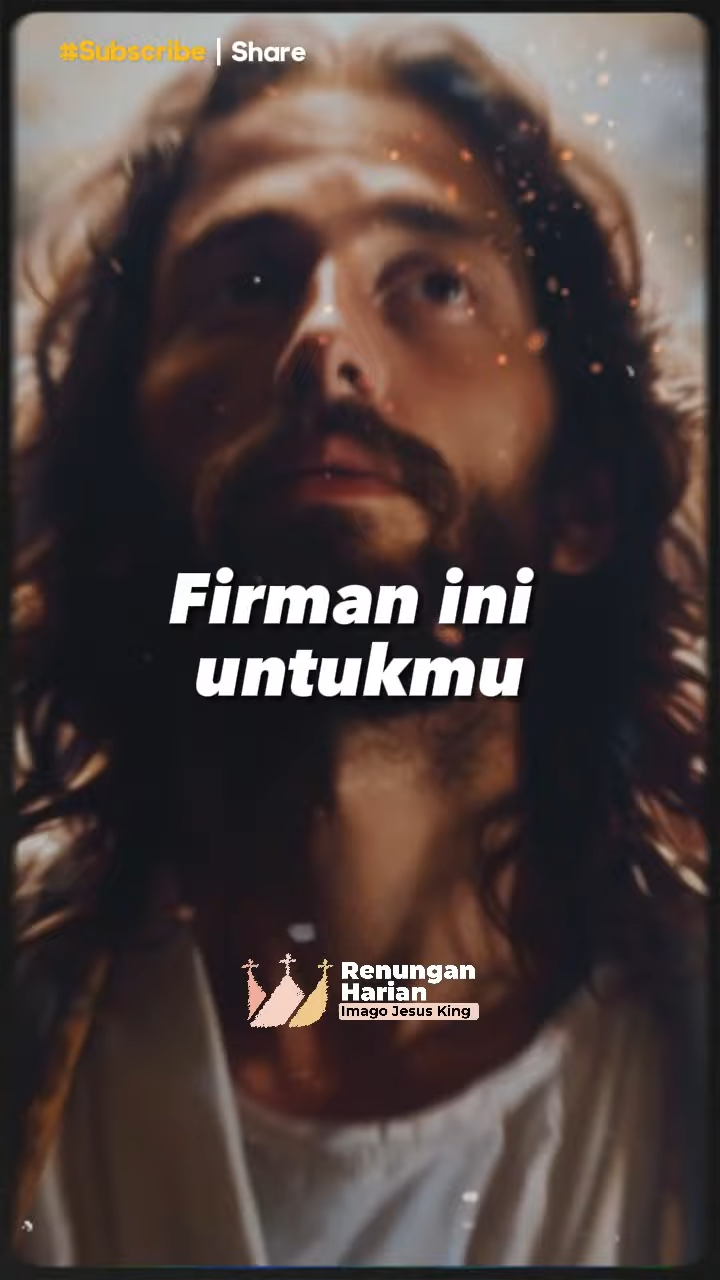 #Subscribe | Share
Firman ini
untukmu
Renungan
Harian
Imago Jesus King